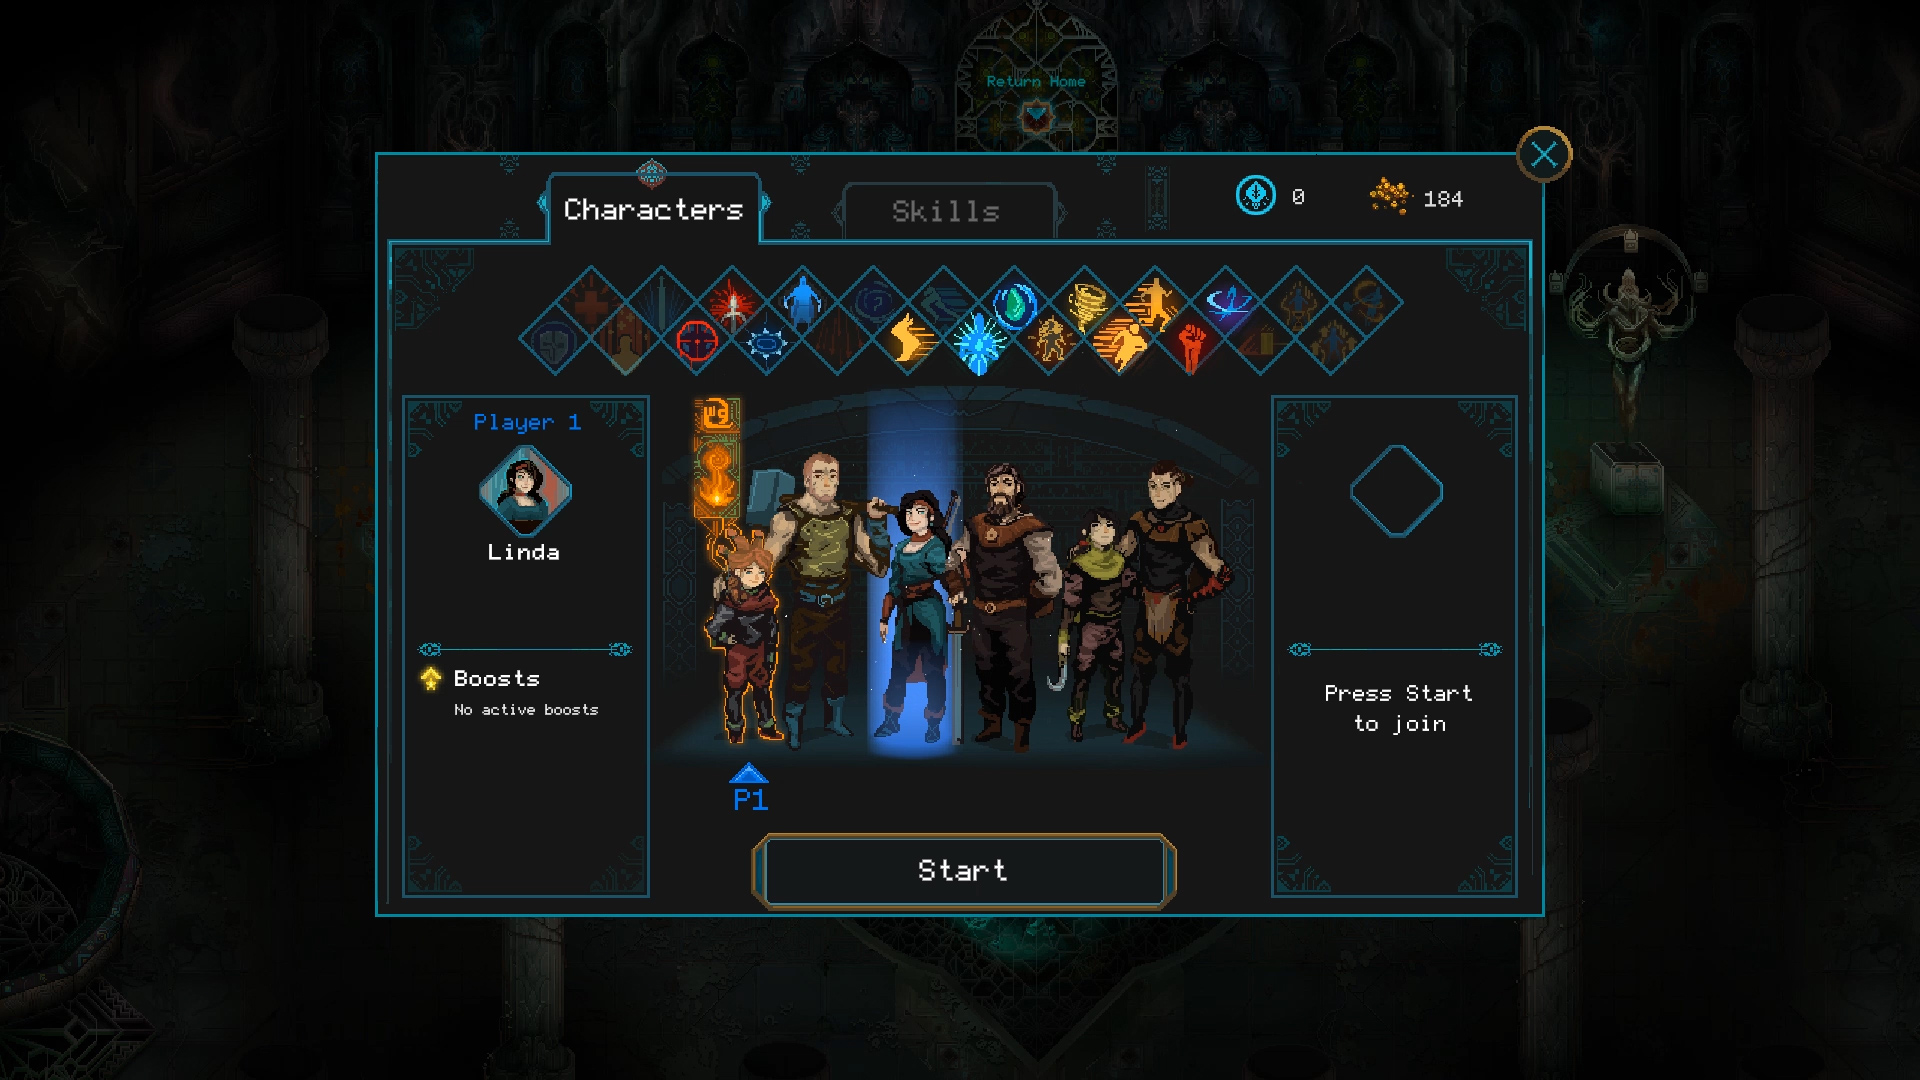 Return Home
Characters
Skills
0
184
Player 1
Linda
Boosts
No active boosts
Press Start
to join
P1
Start